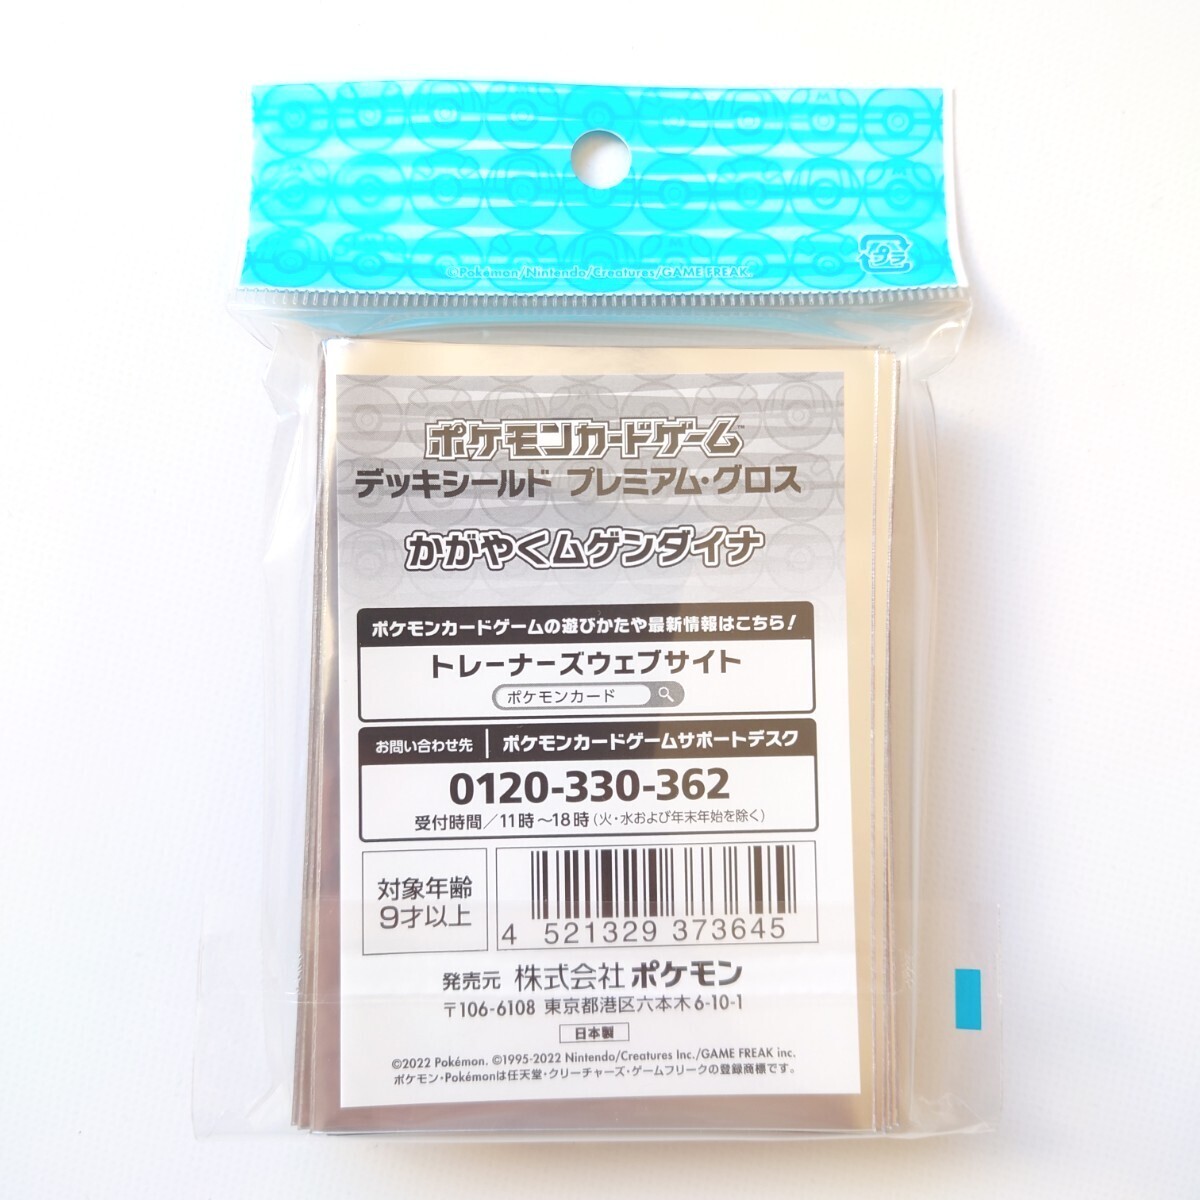 プラ
©Pokémon/Nintendo/Creatures/GAME FREAK.
ポケモンカードゲーム™
デッキシールド プレミアム・グロス
かがやくムゲンダイナ
ポケモンカードゲームの遊びかたや最新情報はこちら!
トレーナーズウェブサイト
ポケモンカード
お問い合わせ先 | ポケモンカードゲームサポートデスク
0120-330-362
受付時間/11時~18時(火・水および年末年始を除く)
対象年齢
9才以上
4 521329 373645
発売元 株式会社 ポケモン
〒106-6108 東京都港区六本木6-10-1
日本製
©2022 Pokémon. ©1995-2022 Nintendo/Creatures Inc./GAME FREAK inc.
ポケモン・Pokémonは任天堂・クリーチャーズ・ゲームフリークの登録商標です。